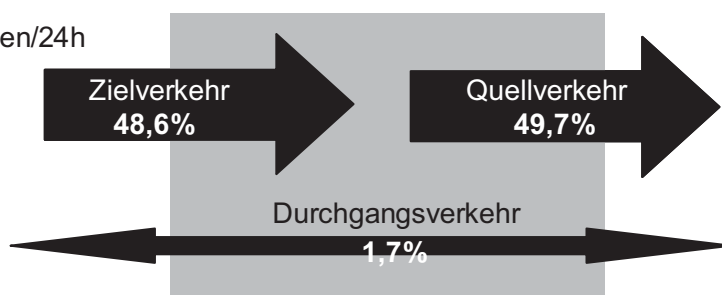 en/24h
Zielverkehr
48,6%
Quellverkehr
49,7%
Durchgangsverkehr
1,7%